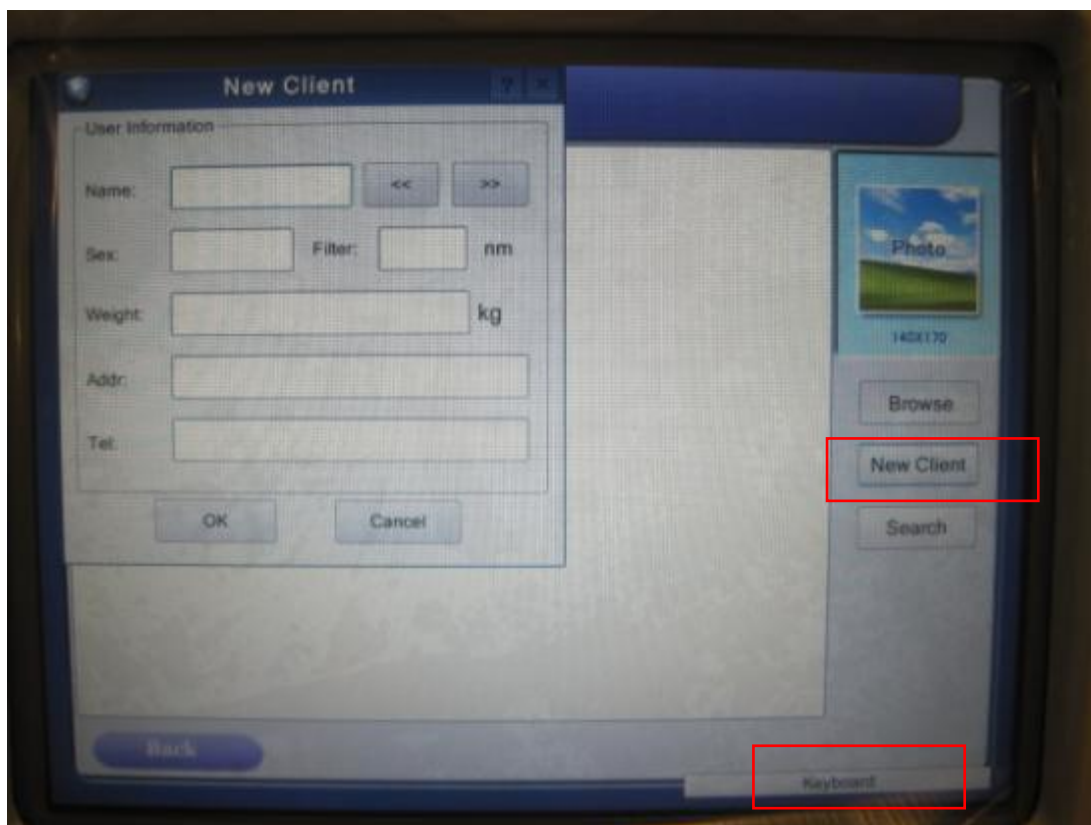 New Client ? ×
User Information
Name: << >>
Sex: Filter: nm
Weight: kg
Addr:
Tel:
OK Cancel
Photo
140X170
Browse
New Client
Search
Back
Keyboard